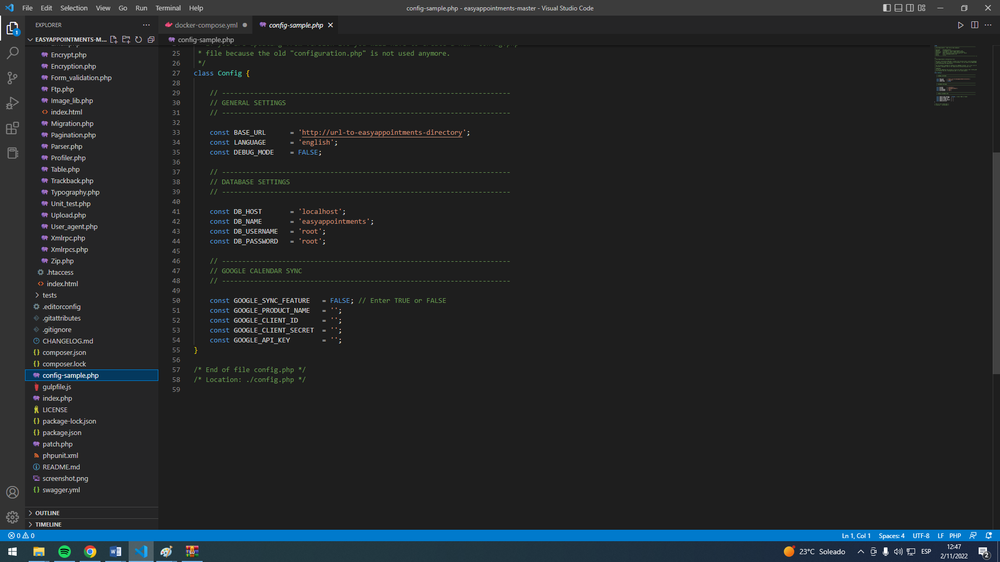 File Edit Selection View Go Run Terminal Help
config-sample.php - easyappointments-master - Visual Studio Code
EXPLORER
docker-compose.yml
config-sample.php
EASYAPPOINTMENTS-M...
config-sample.php
1
Encrypt.php
Encryption.php
Form_validation.php
Ftp.php
Image_lib.php
index.html
Migration.php
Pagination.php
Parser.php
Profiler.php
Table.php
Trackback.php
Typography.php
Unit_test.php
Upload.php
User_agent.php
Xmlrpc.php
Xmlrpcs.php
Zip.php
.htaccess
index.html
tests
.editorconfig
.gitattributes
.gitignore
CHANGELOG.md
composer.json
composer.lock
config-sample.php
gulpfile.js
index.php
LICENSE
package-lock.json
package.json
patch.php
phpunit.xml
README.md
screenshot.png
swagger.yml
OUTLINE
TIMELINE
25 * file because the old "configuration.php" is not used anymore.
26 */
27 class Config {
28
29 // ------------------------------------------------------------------------
30 // GENERAL SETTINGS
31 // ------------------------------------------------------------------------
32
33 const BASE_URL = 'http://url-to-easyappointments-directory';
34 const LANGUAGE = 'english';
35 const DEBUG_MODE = FALSE;
36
37 // ------------------------------------------------------------------------
38 // DATABASE SETTINGS
39 // ------------------------------------------------------------------------
40
41 const DB_HOST = 'localhost';
42 const DB_NAME = 'easyappointments';
43 const DB_USERNAME = 'root';
44 const DB_PASSWORD = 'root';
45
46 // ------------------------------------------------------------------------
47 // GOOGLE CALENDAR SYNC
48 // ------------------------------------------------------------------------
49
50 const GOOGLE_SYNC_FEATURE = FALSE; // Enter TRUE or FALSE
51 const GOOGLE_PRODUCT_NAME = '';
52 const GOOGLE_CLIENT_ID = '';
53 const GOOGLE_CLIENT_SECRET = '';
54 const GOOGLE_API_KEY = '';
55 }
56
57 /* End of file config.php */
58 /* Location: ./config.php */
59
0 0
Ln 1, Col 1 Spaces: 4 UTF-8 LF PHP
23°C Soleado
ESP
12:47
2/11/2022
2